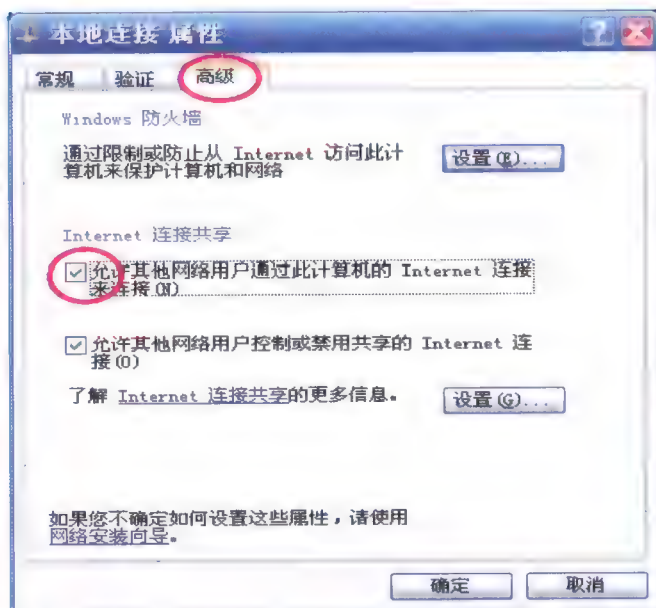 本地连接 属性
常规 验证 高级
Windows 防火墙
通过限制或防止从 Internet 访问此计
算机来保护计算机和网络
设置(E)...
Internet 连接共享
允许其他网络用户通过此计算机的 Internet 连接
来连接(N)
允许其他网络用户控制或禁用共享的 Internet 连
接(O)
了解 Internet 连接共享的更多信息。
设置(G)...
如果您不确定如何设置这些属性，请使用
网络安装向导。
确定 取消